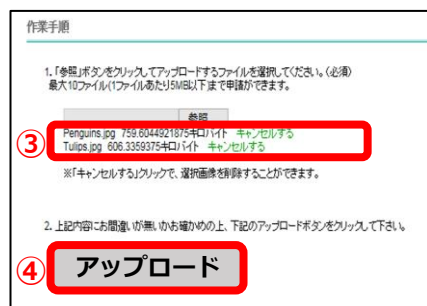 作業手順
1. 「参照」ボタンをクリックしてアップロードするファイルを選択してください。(必須)
最大10ファイル(1ファイルあたり5MB以下)まで申請ができます。
参照
③
Penguins.jpg 759.6044921875キロバイト キャンセルする
Tulips.jpg 606.3359375キロバイト キャンセルする
※「キャンセルする」クリックで、選択画像を削除することができます。
2. 上記内容にお間違いが無いかお確かめの上、下記のアップロードボタンをクリックして下さい。
④
アップロード